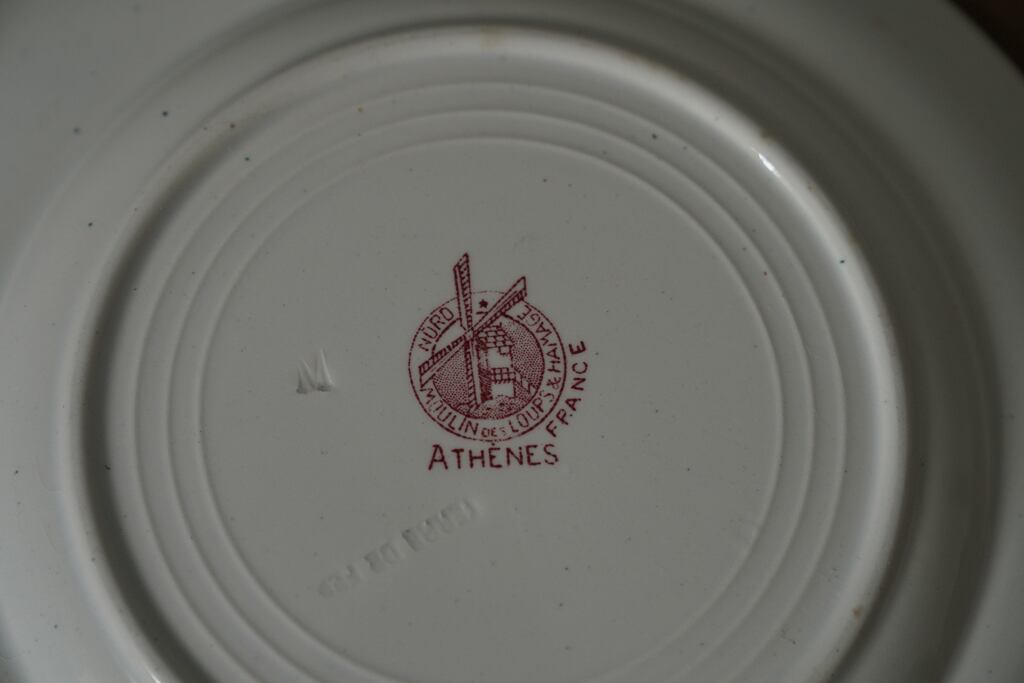 NORD ★ HAMAGE
MOULIN DES LOUPS &
FRANCE
ATHÈNES
M
TERRE DE FER